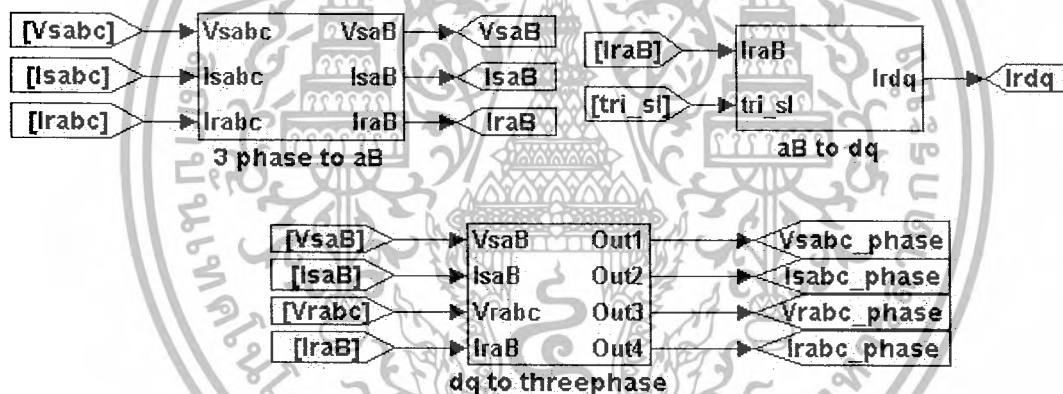 [Vsabc] Vsabc VsaB VsaB
[Isabc] Isabc IsaB IsaB
[Irabc] Irabc IraB IraB
3 phase to aB
[IraB] IraB Irdq Irdq
[tri_sl] tri_sl
aB to dq
[VsaB] VsaB Out1 Vsabc_phase
[IsaB] IsaB Out2 Isabc_phase
[Vrabc] Vrabc Out3 Vrabc_phase
[IraB] IraB Out4 Irabc_phase
dq to threephase